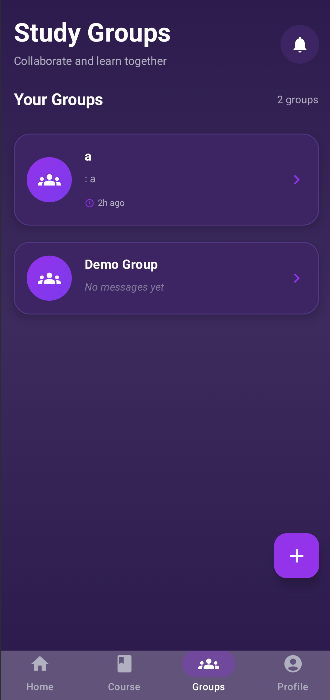 Study Groups
Collaborate and learn together
Your Groups
2 groups
a
: a
2h ago
Demo Group
No messages yet
Home
Course
Groups
Profile